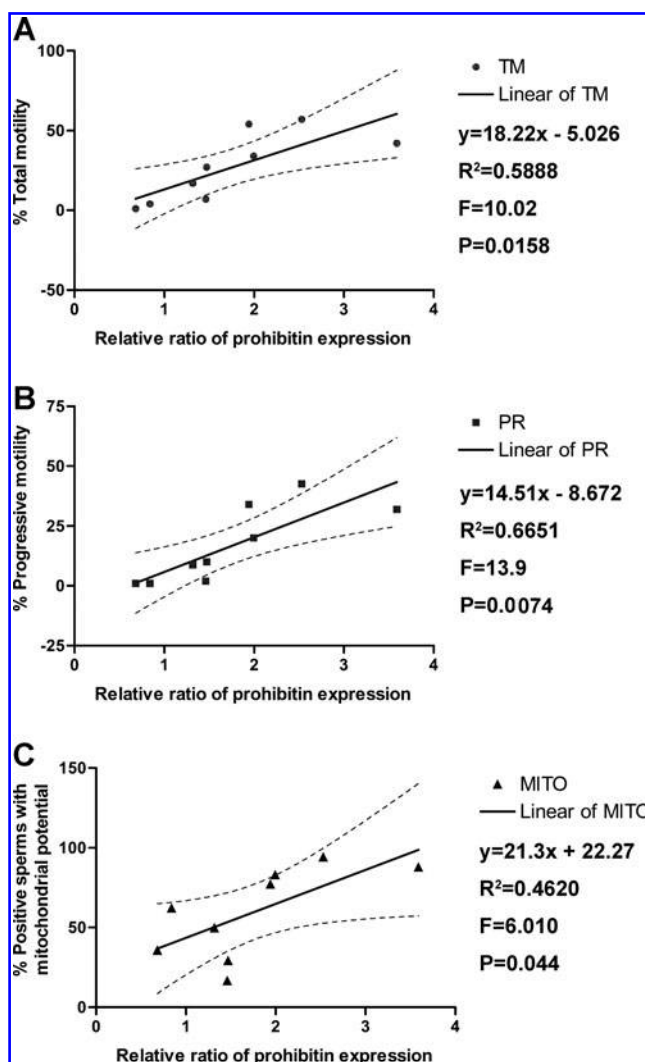 A
% Total motility
100
50
0
-50
0 1 2 3 4
Relative ratio of prohibitin expression
TM
Linear of TM
y=18.22x - 5.026
R²=0.5888
F=10.02
P=0.0158
B
% Progressive motility
75
50
25
0
-25
0 1 2 3 4
Relative ratio of prohibitin expression
PR
Linear of PR
y=14.51x - 8.672
R²=0.6651
F=13.9
P=0.0074
C
% Positive sperms with
mitochondrial potential
150
100
50
0
0 1 2 3 4
Relative ratio of prohibitin expression
MITO
Linear of MITO
y=21.3x + 22.27
R²=0.4620
F=6.010
P=0.044